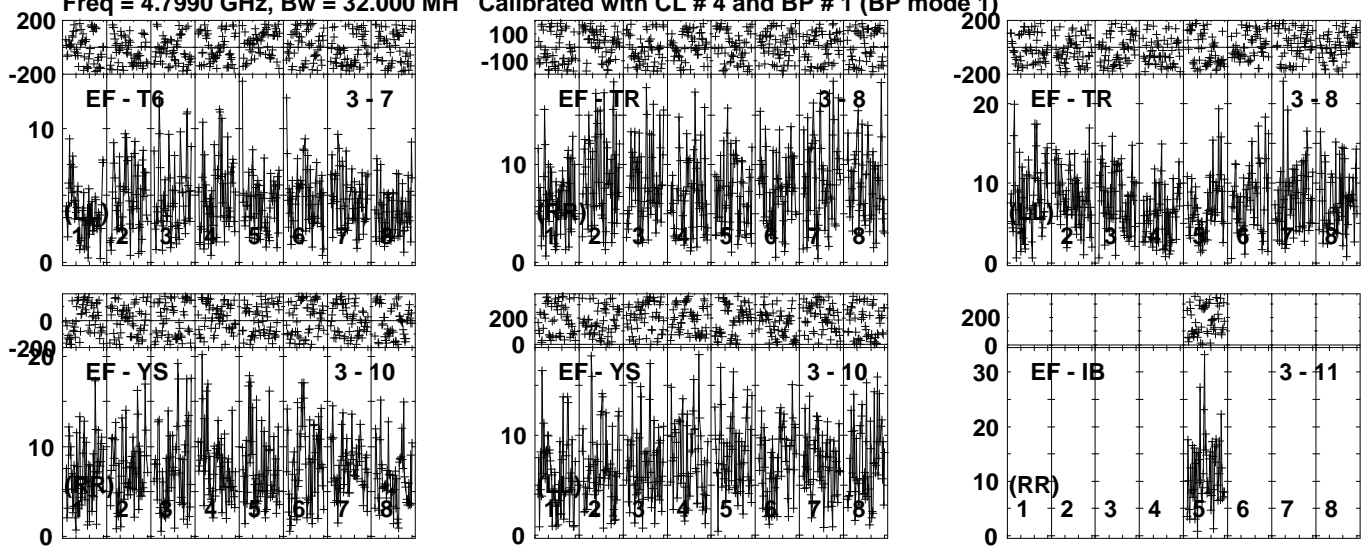 Freq = 4.7990 GHz, Bw = 32.000 MH Calibrated with CL # 4 and BP # 1 (BP mode 1)
200
-200
EF - T6 3 - 7
10
(LL)
1 2 3 4 5 6 7 8
0
100
-100
EF - TR 3 - 8
10
(RR)
1 2 3 4 5 6 7 8
0
200
-200
20
EF - TR 3 - 8
10
(LL)
1 2 3 4 5 6 7 8
0
0
-200
20
EF - YS 3 - 10
10
(RR)
1 2 3 4 5 6 7 8
0
200
0
EF - YS 3 - 10
10
(LL)
1 2 3 4 5 6 7 8
0
200
0
30
EF - IB 3 - 11
20
10
(RR)
1 2 3 4 5 6 7 8
0